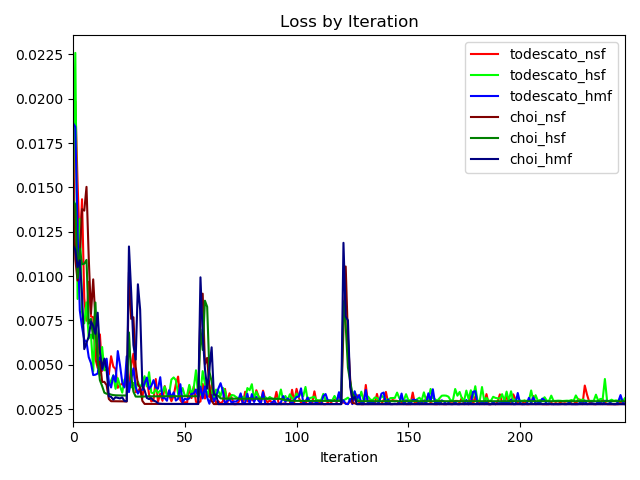 Loss by Iteration
0.0225
0.0200
0.0175
0.0150
0.0125
0.0100
0.0075
0.0050
0.0025
todescato_nsf
todescato_hsf
todescato_hmf
choi_nsf
choi_hsf
choi_hmf
0 50 100 150 200
Iteration